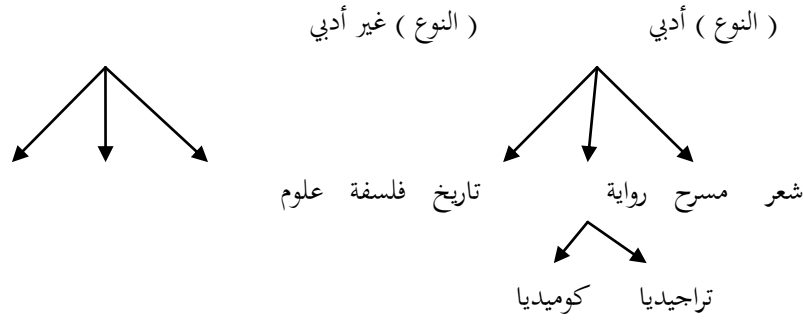 ( النوع ) أدبي ( النوع ) غير أدبي
شعر مسرح رواية تاريخ فلسفة علوم
تراجيديا كوميديا